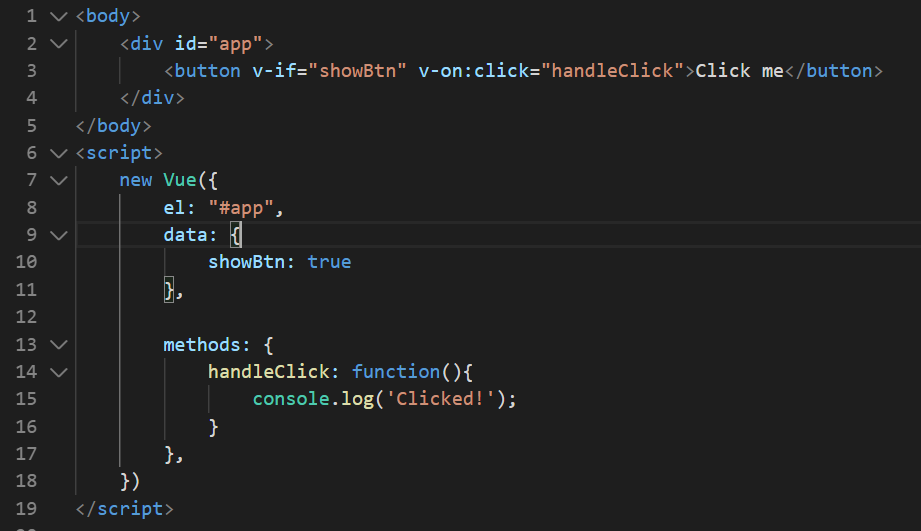 1 <body>
2     <div id="app">
3         <button v-if="showBtn" v-on:click="handleClick">Click me</button>
4     </div>
5 </body>
6 <script>
7     new Vue({
8         el: "#app",
9         data: {
10             showBtn: true
11         },
12
13         methods: {
14             handleClick: function(){
15                 console.log('Clicked!');
16             }
17         },
18     })
19 </script>